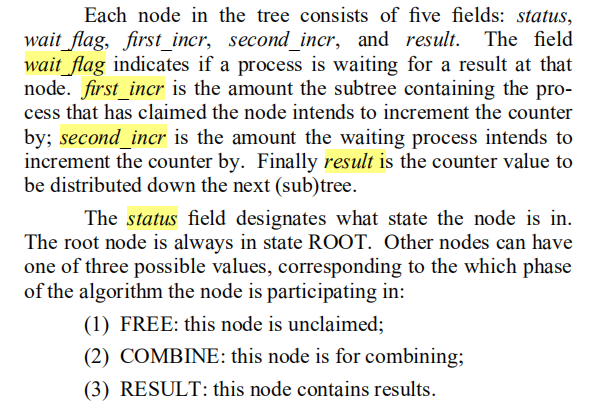 Each node in the tree consists of five fields: status,
wait_flag, first_incr, second_incr, and result. The field
wait_flag indicates if a process is waiting for a result at that
node. first_incr is the amount the subtree containing the pro-
cess that has claimed the node intends to increment the counter
by; second_incr is the amount the waiting process intends to
increment the counter by. Finally result is the counter value to
be distributed down the next (sub)tree.
The status field designates what state the node is in.
The root node is always in state ROOT. Other nodes can have
one of three possible values, corresponding to the which phase
of the algorithm the node is participating in:
(1) FREE: this node is unclaimed;
(2) COMBINE: this node is for combining;
(3) RESULT: this node contains results.